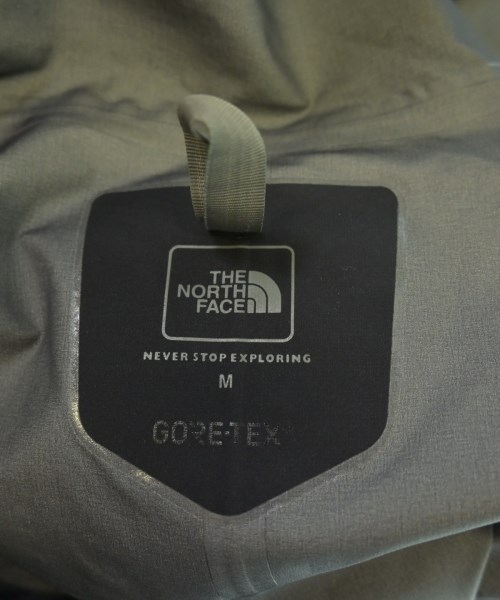 THE
NORTH
FACE
NEVER STOP EXPLORING
M
GORE-TEX